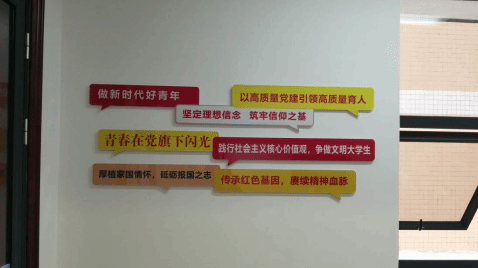 做新时代好青年
以高质量党建引领高质量育人
坚定理想信念 筑牢信仰之基
青春在党旗下闪光
践行社会主义核心价值观，争做文明大学生
厚植家国情怀，砥砺报国之志
传承红色基因，赓续精神血脉